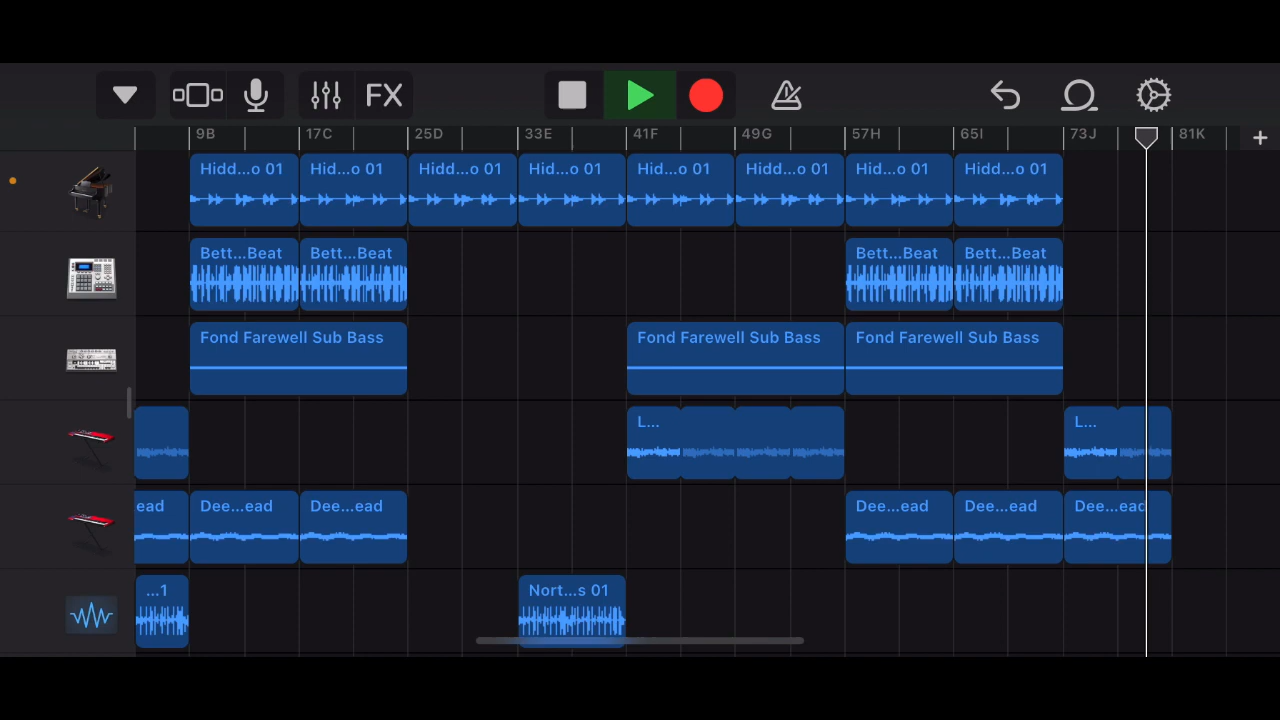 FX
9B 17C 25D 33E 41F 49G 57H 65I 73J 81K
Hidd...o 01 Hid...o 01 Hidd...o 01 Hid...o 01 Hid...o 01 Hidd...o 01 Hid...o 01 Hidd...o 01
Bett...Beat Bett...Beat Bett...Beat Bett...Beat
Fond Farewell Sub Bass Fond Farewell Sub Bass Fond Farewell Sub Bass
L... L...
ead Dee...ead Dee...ead Dee...ead Dee...ead Dee...ead
...1 Nort...s 01